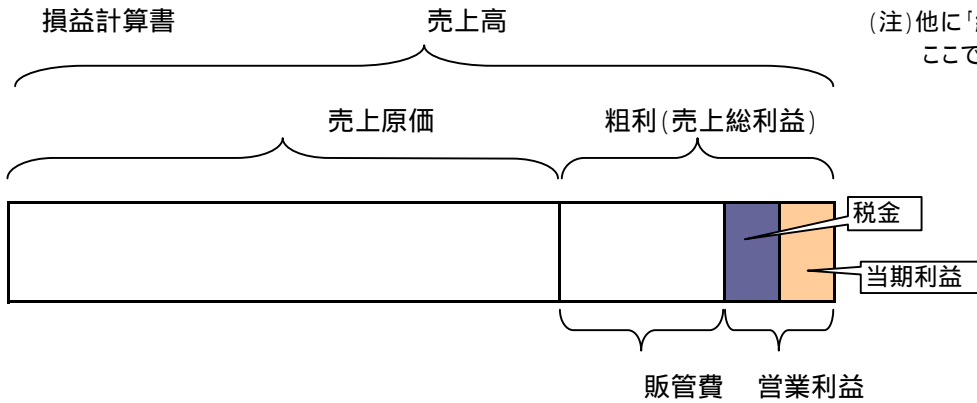 損益計算書
売上高
(注)他に「
ここで
売上原価
粗利(売上総利益)
税金
当期利益
販管費
営業利益